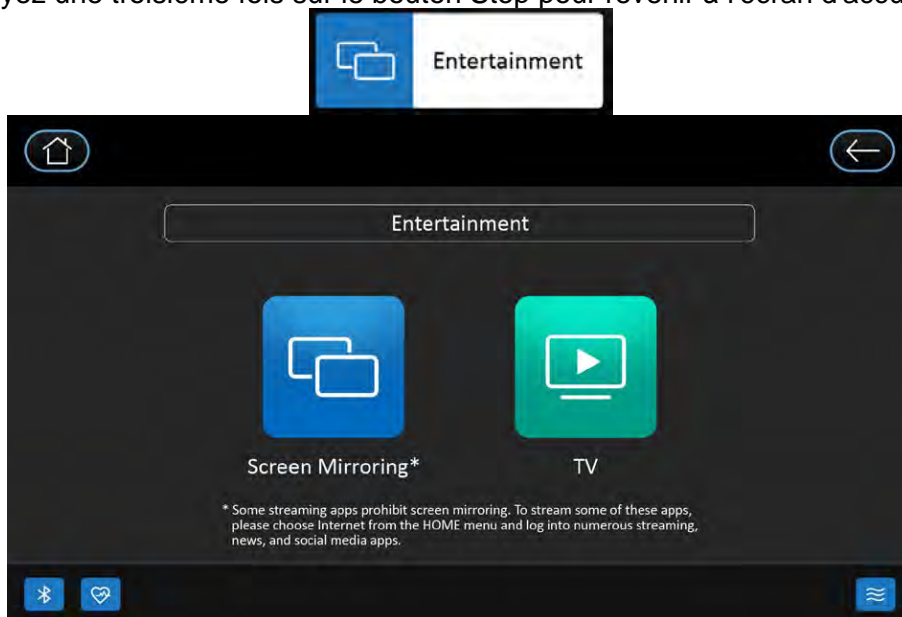 une troisième fois sur le bouton Stop pour revenir à l'écran
Entertainment
Entertainment
Screen Mirroring* TV
* Some streaming apps prohibit screen mirroring. To stream some of these apps,
please choose Internet from the HOME menu and log into numerous streaming,
news, and social media apps.